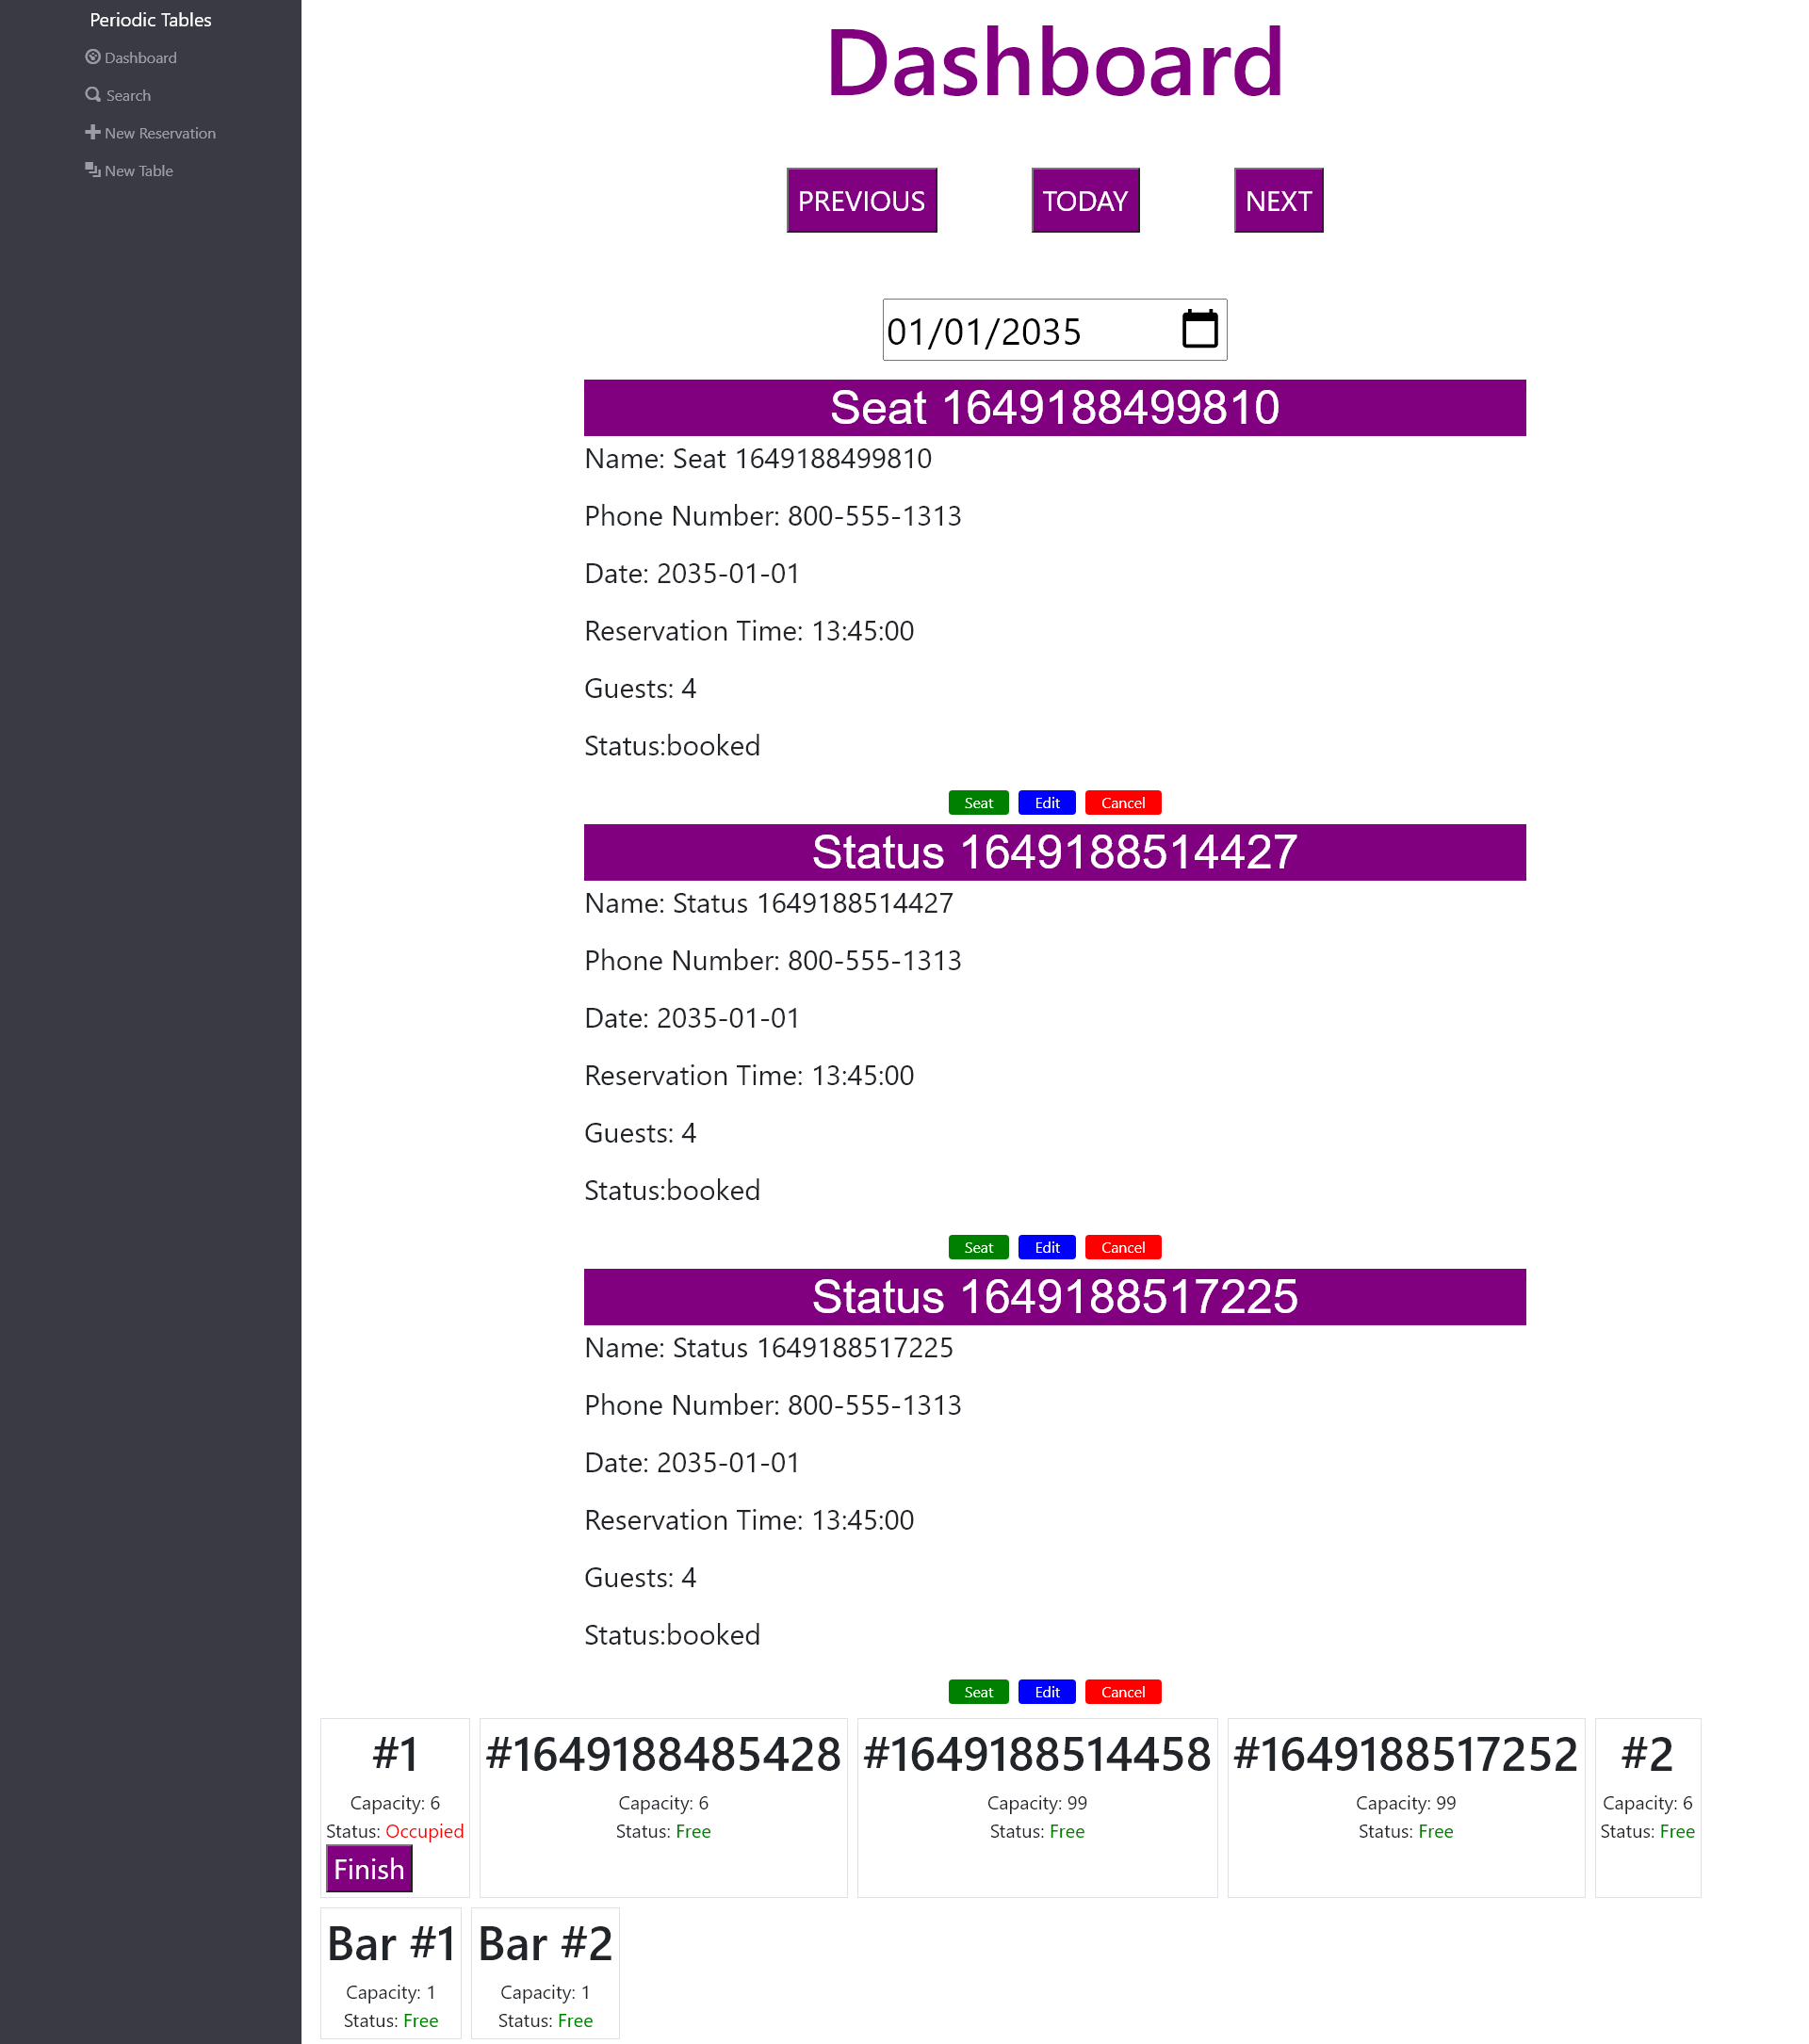 Periodic Tables
Dashboard
Search
New Reservation
New Table
Dashboard
PREVIOUS TODAY NEXT
01/01/2035
Seat 1649188499810
Name: Seat 1649188499810
Phone Number: 800-555-1313
Date: 2035-01-01
Reservation Time: 13:45:00
Guests: 4
Status:booked
Seat Edit Cancel
Status 1649188514427
Name: Status 1649188514427
Phone Number: 800-555-1313
Date: 2035-01-01
Reservation Time: 13:45:00
Guests: 4
Status:booked
Seat Edit Cancel
Status 1649188517225
Name: Status 1649188517225
Phone Number: 800-555-1313
Date: 2035-01-01
Reservation Time: 13:45:00
Guests: 4
Status:booked
Seat Edit Cancel
#1
Capacity: 6
Status: Occupied
Finish
#1649188485428
Capacity: 6
Status: Free
#1649188514458
Capacity: 99
Status: Free
#1649188517252
Capacity: 99
Status: Free
#2
Capacity: 6
Status: Free
Bar #1
Capacity: 1
Status: Free
Bar #2
Capacity: 1
Status: Free